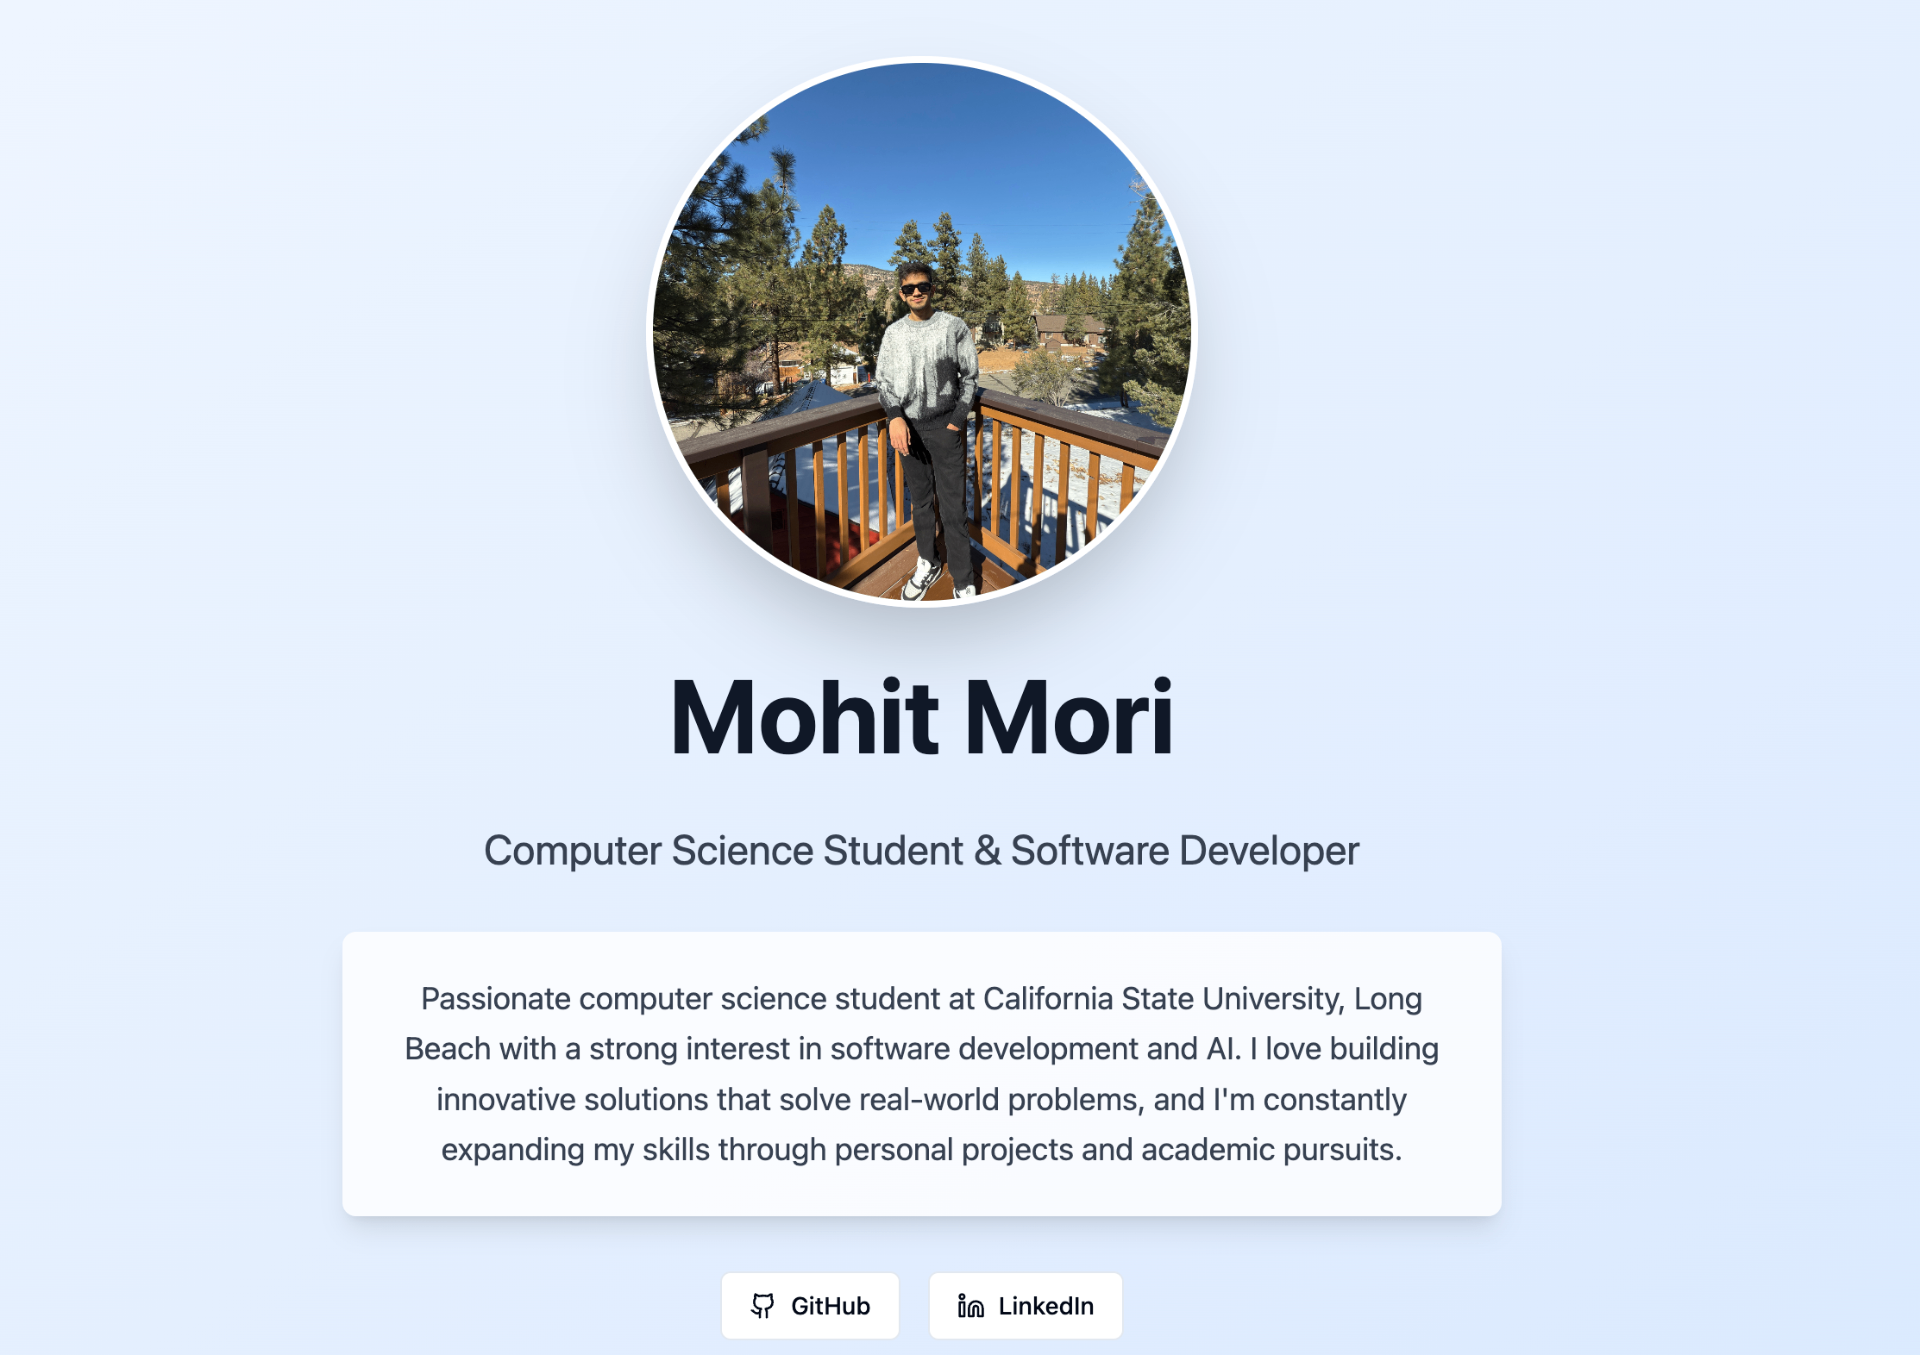 Mohit Mori
Computer Science Student & Software Developer
Passionate computer science student at California State University, Long
Beach with a strong interest in software development and AI. I love building
innovative solutions that solve real-world problems, and I'm constantly
expanding my skills through personal projects and academic pursuits.
GitHub
LinkedIn